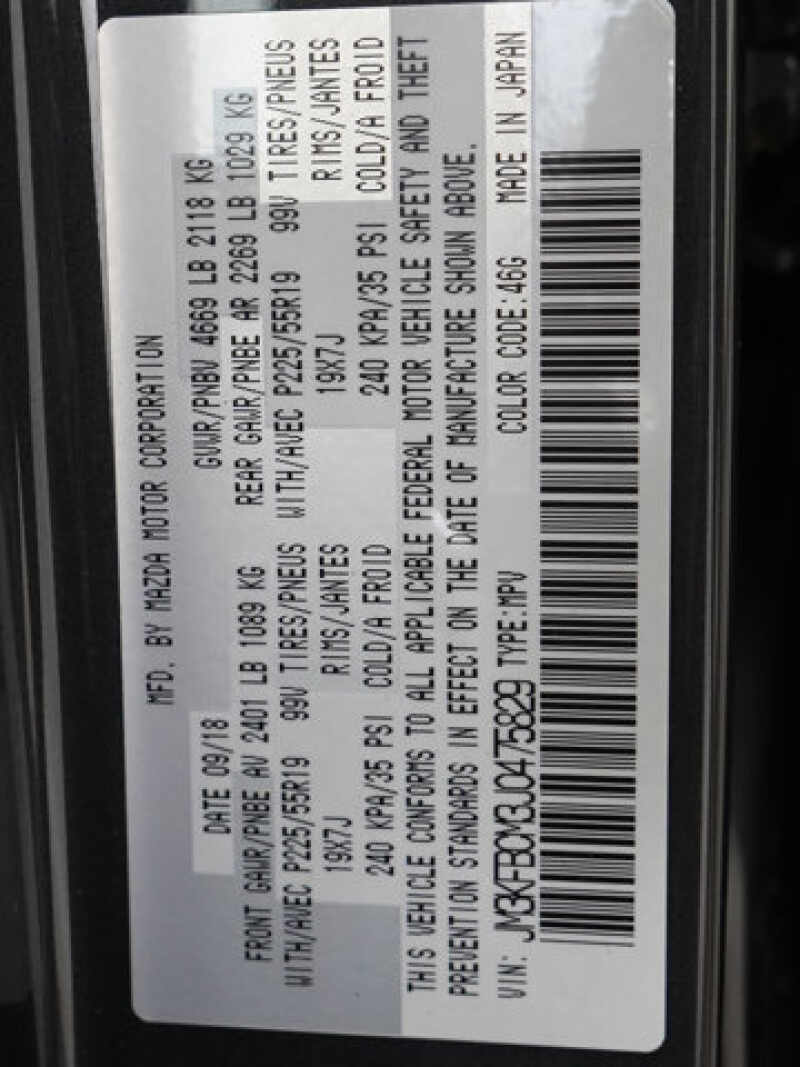 MFD. BY MAZDA MOTOR CORPORATION
DATE 09/18 GVWR/PNBV 4669 LB 2118 KG
FRONT GAWR/PNBE AV 2401 LB 1089 KG REAR GAWR/PNBE AR 2269 LB 1029 KG
WITH/AVEC P225/55R19 99V TIRES/PNEUS WITH/AVEC P225/55R19 99V TIRES/PNEUS
19X7J RIMS/JANTES 19X7J RIMS/JANTES
240 KPA/35 PSI COLD/A FROID 240 KPA/35 PSI COLD/A FROID
THIS VEHICLE CONFORMS TO ALL APPLICABLE FEDERAL MOTOR VEHICLE SAFETY AND THEFT
PREVENTION STANDARDS IN EFFECT ON THE DATE OF MANUFACTURE SHOWN ABOVE.
VIN: JM3KFBCM3J0475829 TYPE:MPV COLOR CODE:46G MADE IN JAPAN